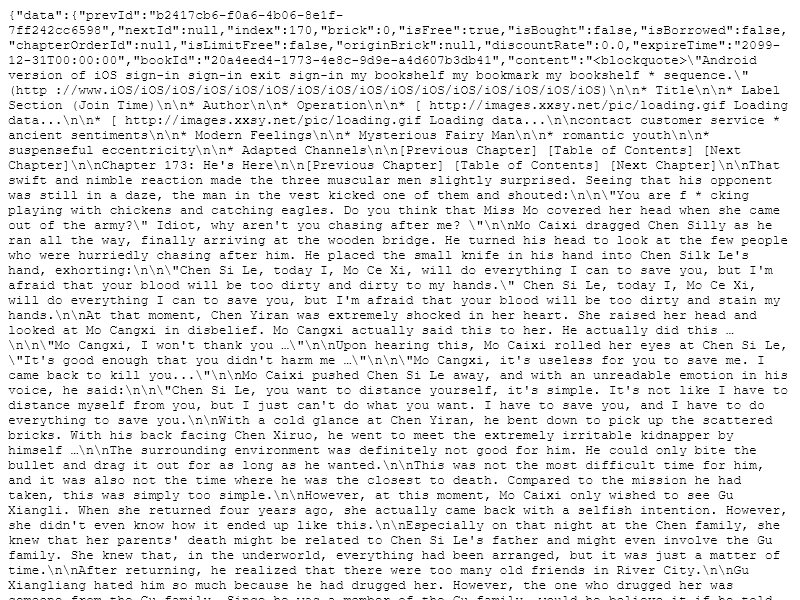 {"data":{"prevId":"b2417cb6-f0a6-4b06-8e1f-
7ff242cc6598","nextId":null,"index":170,"brick":0,"isFree":true,"isBought":false,"isBorrowed":false,
"chapterOrderId":null,"isLimitFree":false,"originBrick":null,"discountRate":0.0,"expireTime":"2099-
12-31T00:00:00","bookId":"20a4eed4-1773-4e8c-9d9e-a4d607b3db41","content":"<blockquote>\"Android
version of iOS sign-in sign-in exit sign-in my bookshelf my bookmark my bookshelf * sequence.\"
(http ://www.iOS/iOS/iOS/iOS/iOS/iOS/iOS/iOS/iOS/iOS/iOS/iOS/iOS/iOS/iOS)\n\n* Title\n\n* Label
Section (Join Time)\n\n* Author\n\n* Operation\n\n* [ http://images.xxsy.net/pic/loading.gif Loading
data...\n\n* [ http://images.xxsy.net/pic/loading.gif Loading data...\n\ncontact customer service *
ancient sentiments\n\n* Modern Feelings\n\n* Mysterious Fairy Man\n\n* romantic youth\n\n*
suspenseful eccentricity\n\n* Adapted Channels\n\n[Previous Chapter] [Table of Contents] [Next
Chapter]\n\nChapter 173: He's Here\n\n[Previous Chapter] [Table of Contents] [Next Chapter]\n\nThat
swift and nimble reaction made the three muscular men slightly surprised. Seeing that his opponent
was still in a daze, the man in the vest kicked one of them and shouted:\n\n\"You are f * cking
playing with chickens and catching eagles. Do you think that Miss Mo covered her head when she came
out of the army?\" Idiot, why aren't you chasing after me? \"\n\nMo Caixi dragged Chen Silly as he
ran all the way, finally arriving at the wooden bridge. He turned his head to look at the few people
who were hurriedly chasing after him. He placed the small knife in his hand into Chen Silk Le's
hand, exhorting:\n\n\"Chen Si Le, today I, Mo Ce Xi, will do everything I can to save you, but I'm
afraid that your blood will be too dirty and dirty to my hands.\" Chen Si Le, today I, Mo Ce Xi,
will do everything I can to save you, but I'm afraid that your blood will be too dirty and stain my
hands.\n\nAt that moment, Chen Yiran was extremely shocked in her heart. She raised her head and
looked at Mo Cangxi in disbelief. Mo Cangxi actually said this to her. He actually did this …
\n\n\"Mo Cangxi, I won't thank you …\"\n\nUpon hearing this, Mo Caixi rolled her eyes at Chen Si Le,
\"It's good enough that you didn't harm me …\"\n\n\"Mo Cangxi, it's useless for you to save me. I
came back to kill you...\"\n\nMo Caixi pushed Chen Si Le away, and with an unreadable emotion in his
voice, he said:\n\n\"Chen Si Le, you want to distance yourself, it's simple. It's not like I have to
distance myself from you, but I just can't do what you want. I have to save you, and I have to do
everything to save you.\n\nWith a cold glance at Chen Yiran, he bent down to pick up the scattered
bricks. With his back facing Chen Xiruo, he went to meet the extremely irritable kidnapper by
himself …\n\nThe surrounding environment was definitely not good for him. He could only bite the
bullet and drag it out for as long as he wanted.\n\nThis was not the most difficult time for him,
and it was also not the time where he was the closest to death. Compared to the mission he had
taken, this was simply too simple.\n\nHowever, at this moment, Mo Caixi only wished to see Gu
Xiangli. When she returned four years ago, she actually came back with a selfish intention. However,
she didn't even know how it ended up like this.\n\nEspecially on that night at the Chen family, she
knew that her parents' death might be related to Chen Si Le's father and might even involve the Gu
family. She knew that, in the underworld, everything had been arranged, but it was just a matter of
time.\n\nAfter returning, he realized that there were too many old friends in River City.\n\nGu
Xiangliang hated him so much because he had drugged her. However, the one who drugged her was
someone from the Gu family. Since he was a member of the Gu family, would he believe it if he told